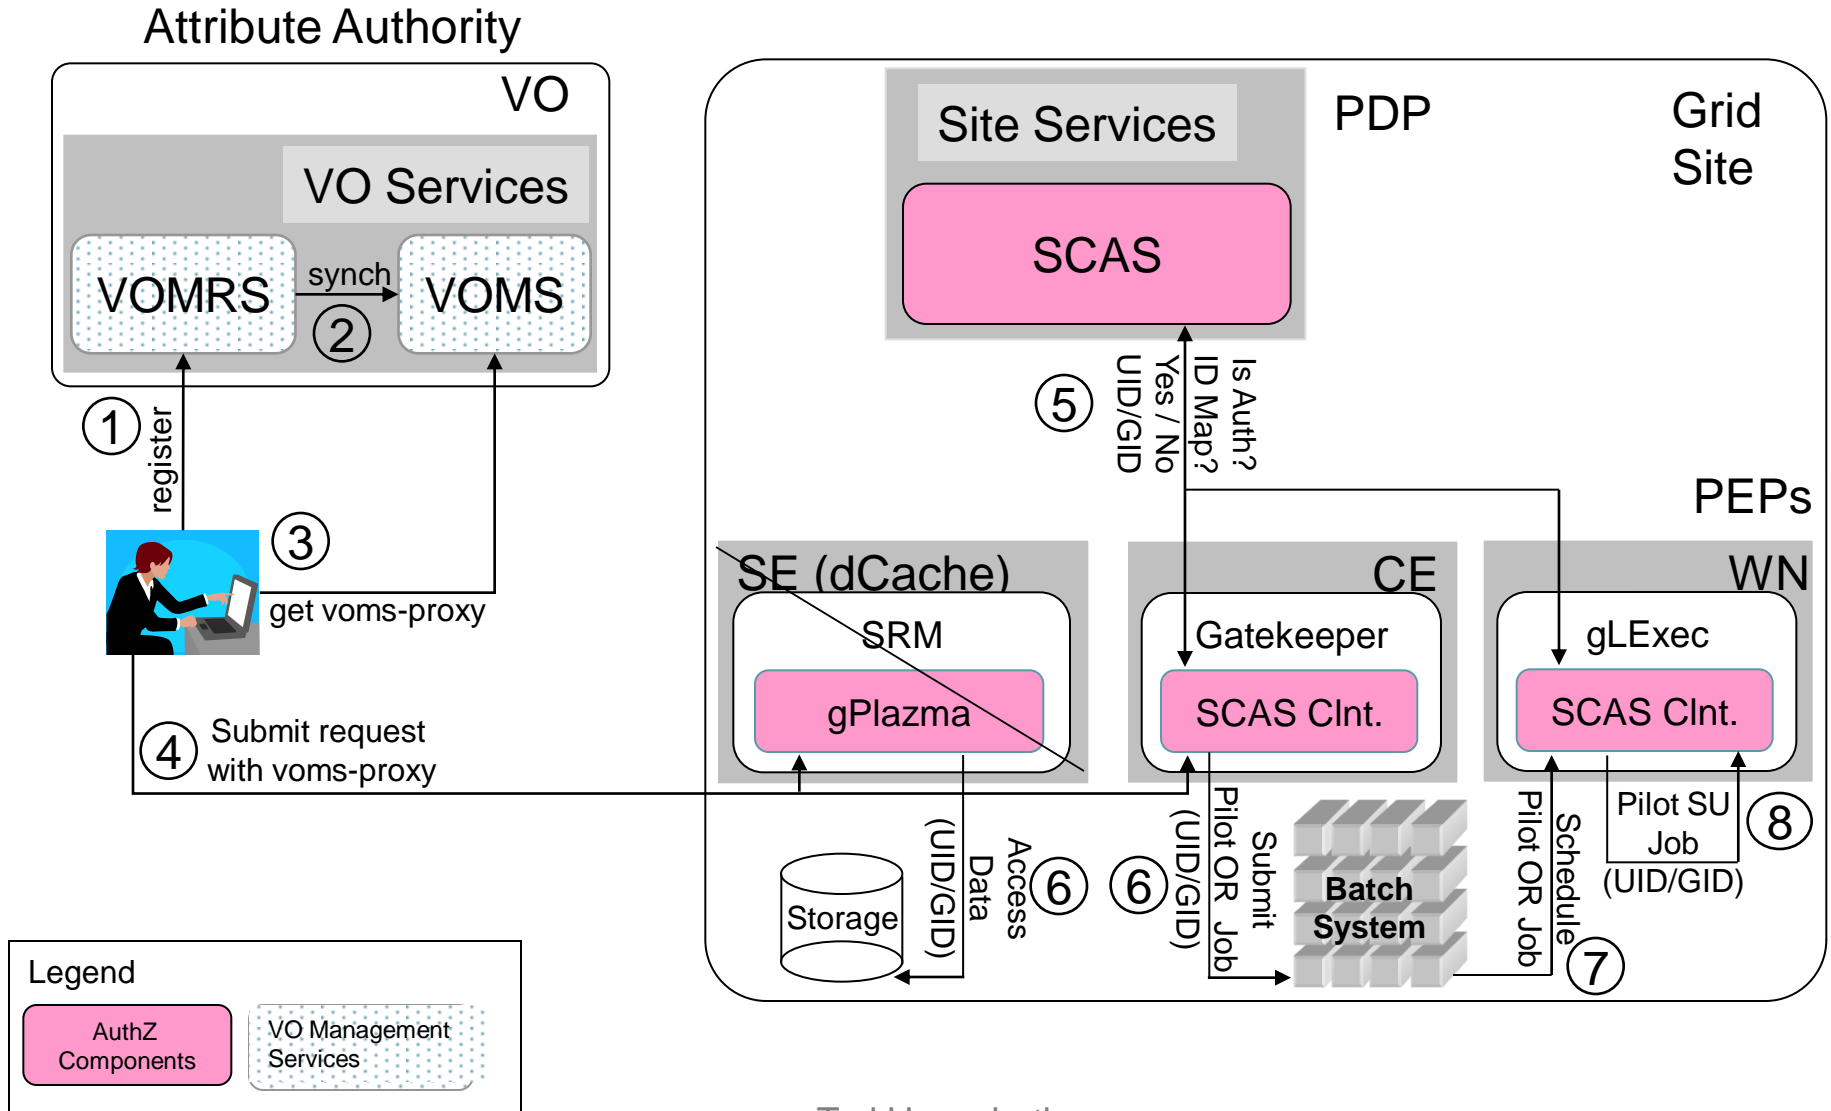 Attribute Authority
VO
VO Services
VOMRS
synch
VOMS
2
1
register
3
get voms-proxy
4
Submit request
with voms-proxy
Site Services
PDP
Grid
Site
SCAS
5
Is Auth?
ID Map?
Yes / No
UID/GID
PEPs
SE (dCache)
SRM
gPlazma
CE
Gatekeeper
SCAS Clnt.
WN
gLExec
SCAS Clnt.
Storage
Access
Data
(UID/GID)
6
6
Submit
Pilot OR Job
(UID/GID)
Batch
System
Schedule
Pilot OR Job
7
Pilot SU
Job
(UID/GID)
8
Legend
AuthZ
Components
VO Management
Services